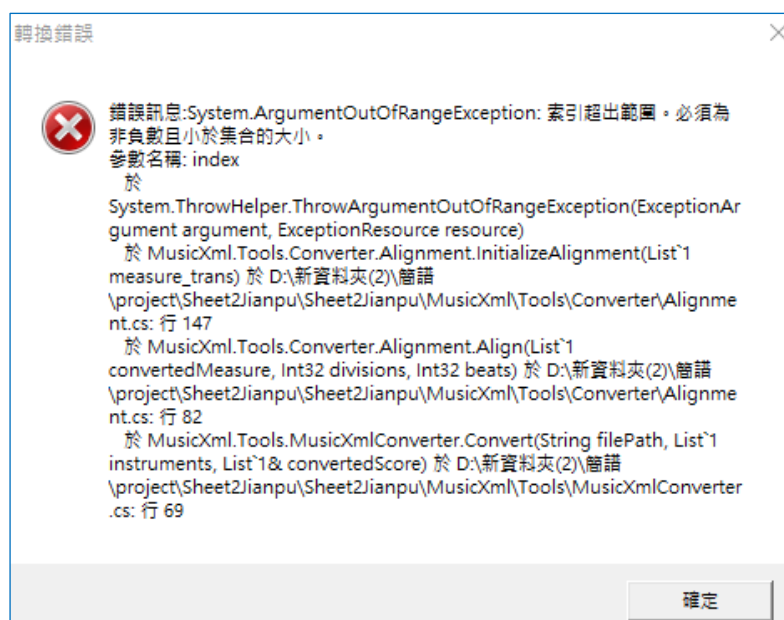 轉換錯誤
錯誤訊息:System.ArgumentOutOfRangeException: 索引超出範圍。必須為
非負數且小於集合的大小。
參數名稱: index
於
System.ThrowHelper.ThrowArgumentOutOfRangeException(ExceptionAr
gument argument, ExceptionResource resource)
於 MusicXml.Tools.Converter.Alignment.InitializeAlignment(List`1
measure_trans) 於 D:\新資料夾(2)\簡譜
\project\Sheet2Jianpu\Sheet2Jianpu\MusicXml\Tools\Converter\Alignme
nt.cs: 行 147
於 MusicXml.Tools.Converter.Alignment.Align(List`1
convertedMeasure, Int32 divisions, Int32 beats) 於 D:\新資料夾(2)\簡譜
\project\Sheet2Jianpu\Sheet2Jianpu\MusicXml\Tools\Converter\Alignme
nt.cs: 行 82
於 MusicXml.Tools.MusicXmlConverter.Convert(String filePath, List`1
instruments, List`1& convertedScore) 於 D:\新資料夾(2)\簡譜
\project\Sheet2Jianpu\Sheet2Jianpu\MusicXml\Tools\MusicXmlConverter
.cs: 行 69
確定